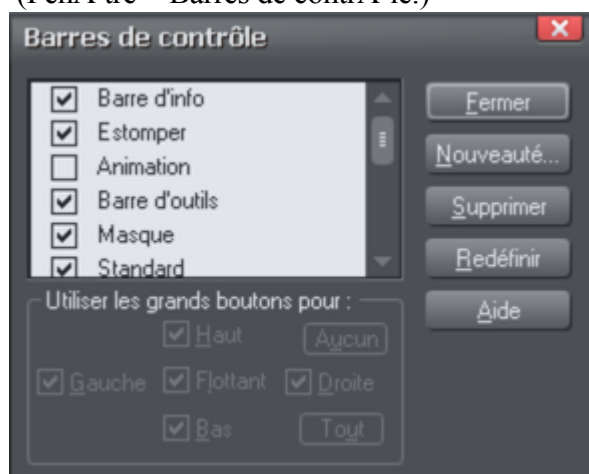 Barres de contrôle
Barre d'info
Estomper
Animation
Barre d'outils
Masque
Standard
Fermer
Nouveauté...
Supprimer
Redéfinir
Aide
Utiliser les grands boutons pour :
Haut
Aucun
Gauche
Flottant
Droite
Bas
Tout